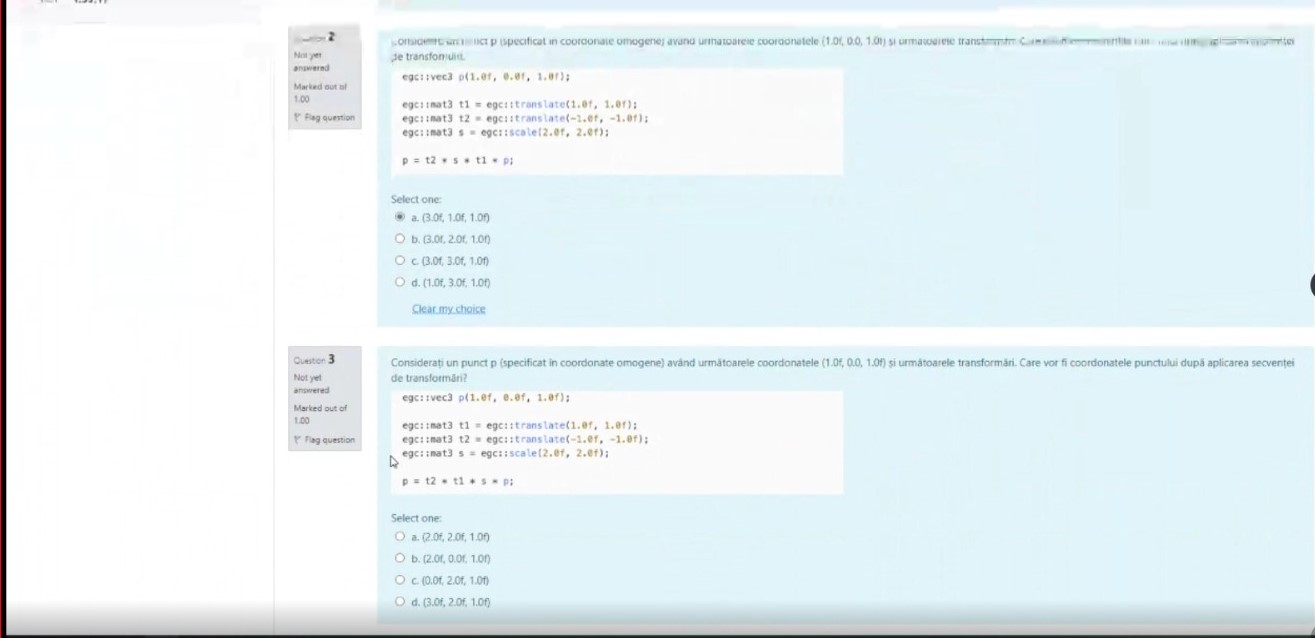 Question 2
Not yet
answered
Marked out of
1.00
Flag question
p (specificat în coordonate omogene) având următoarele coordonatele (1.0f, 0.0, 1.0f) și următoarele
de transformări.
egc::vec3 p(1.0f, 0.0f, 1.0f);
egc::mat3 t1 = egc::translate(1.0f, 1.0f);
egc::mat3 t2 = egc::translate(-1.0f, -1.0f);
egc::mat3 s = egc::scale(2.0f, 2.0f);
p = t2 * s * t1 * p;
Select one:
a. (3.0f, 1.0f, 1.0f)
b. (3.0f, 2.0f, 1.0f)
c. (3.0f, 3.0f, 1.0f)
d. (1.0f, 3.0f, 1.0f)
Clear my choice
Question 3
Not yet
answered
Marked out of
1.00
Flag question
Considerați un punct p (specificat în coordonate omogene) având următoarele coordonatele (1.0f, 0.0, 1.0f) și următoarele transformări. Care vor fi coordonatele punctului după aplicarea secvenței
de transformări?
egc::vec3 p(1.0f, 0.0f, 1.0f);
egc::mat3 t1 = egc::translate(1.0f, 1.0f);
egc::mat3 t2 = egc::translate(-1.0f, -1.0f);
egc::mat3 s = egc::scale(2.0f, 2.0f);
p = t2 * t1 * s * p;
Select one:
a. (2.0f, 2.0f, 1.0f)
b. (2.0f, 0.0f, 1.0f)
c. (0.0f, 2.0f, 1.0f)
d. (3.0f, 2.0f, 1.0f)